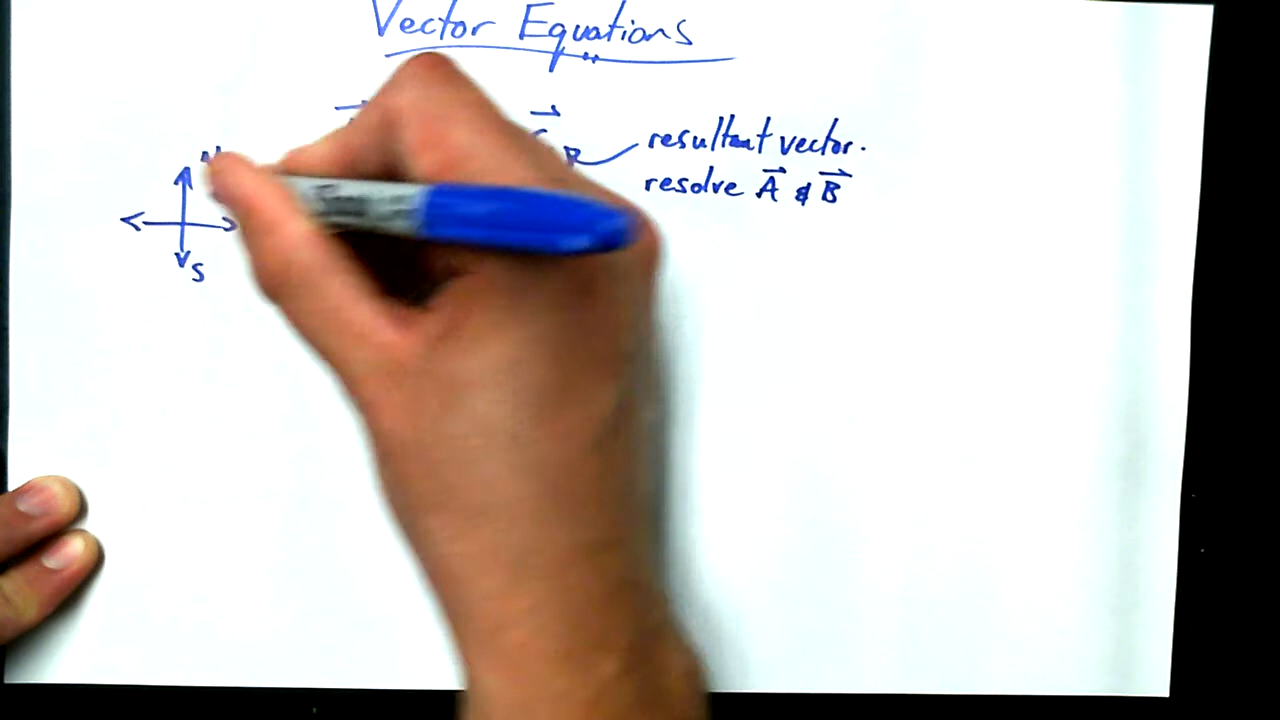 Vector Equations
resultant vector.
R
resolve A & B
N
S